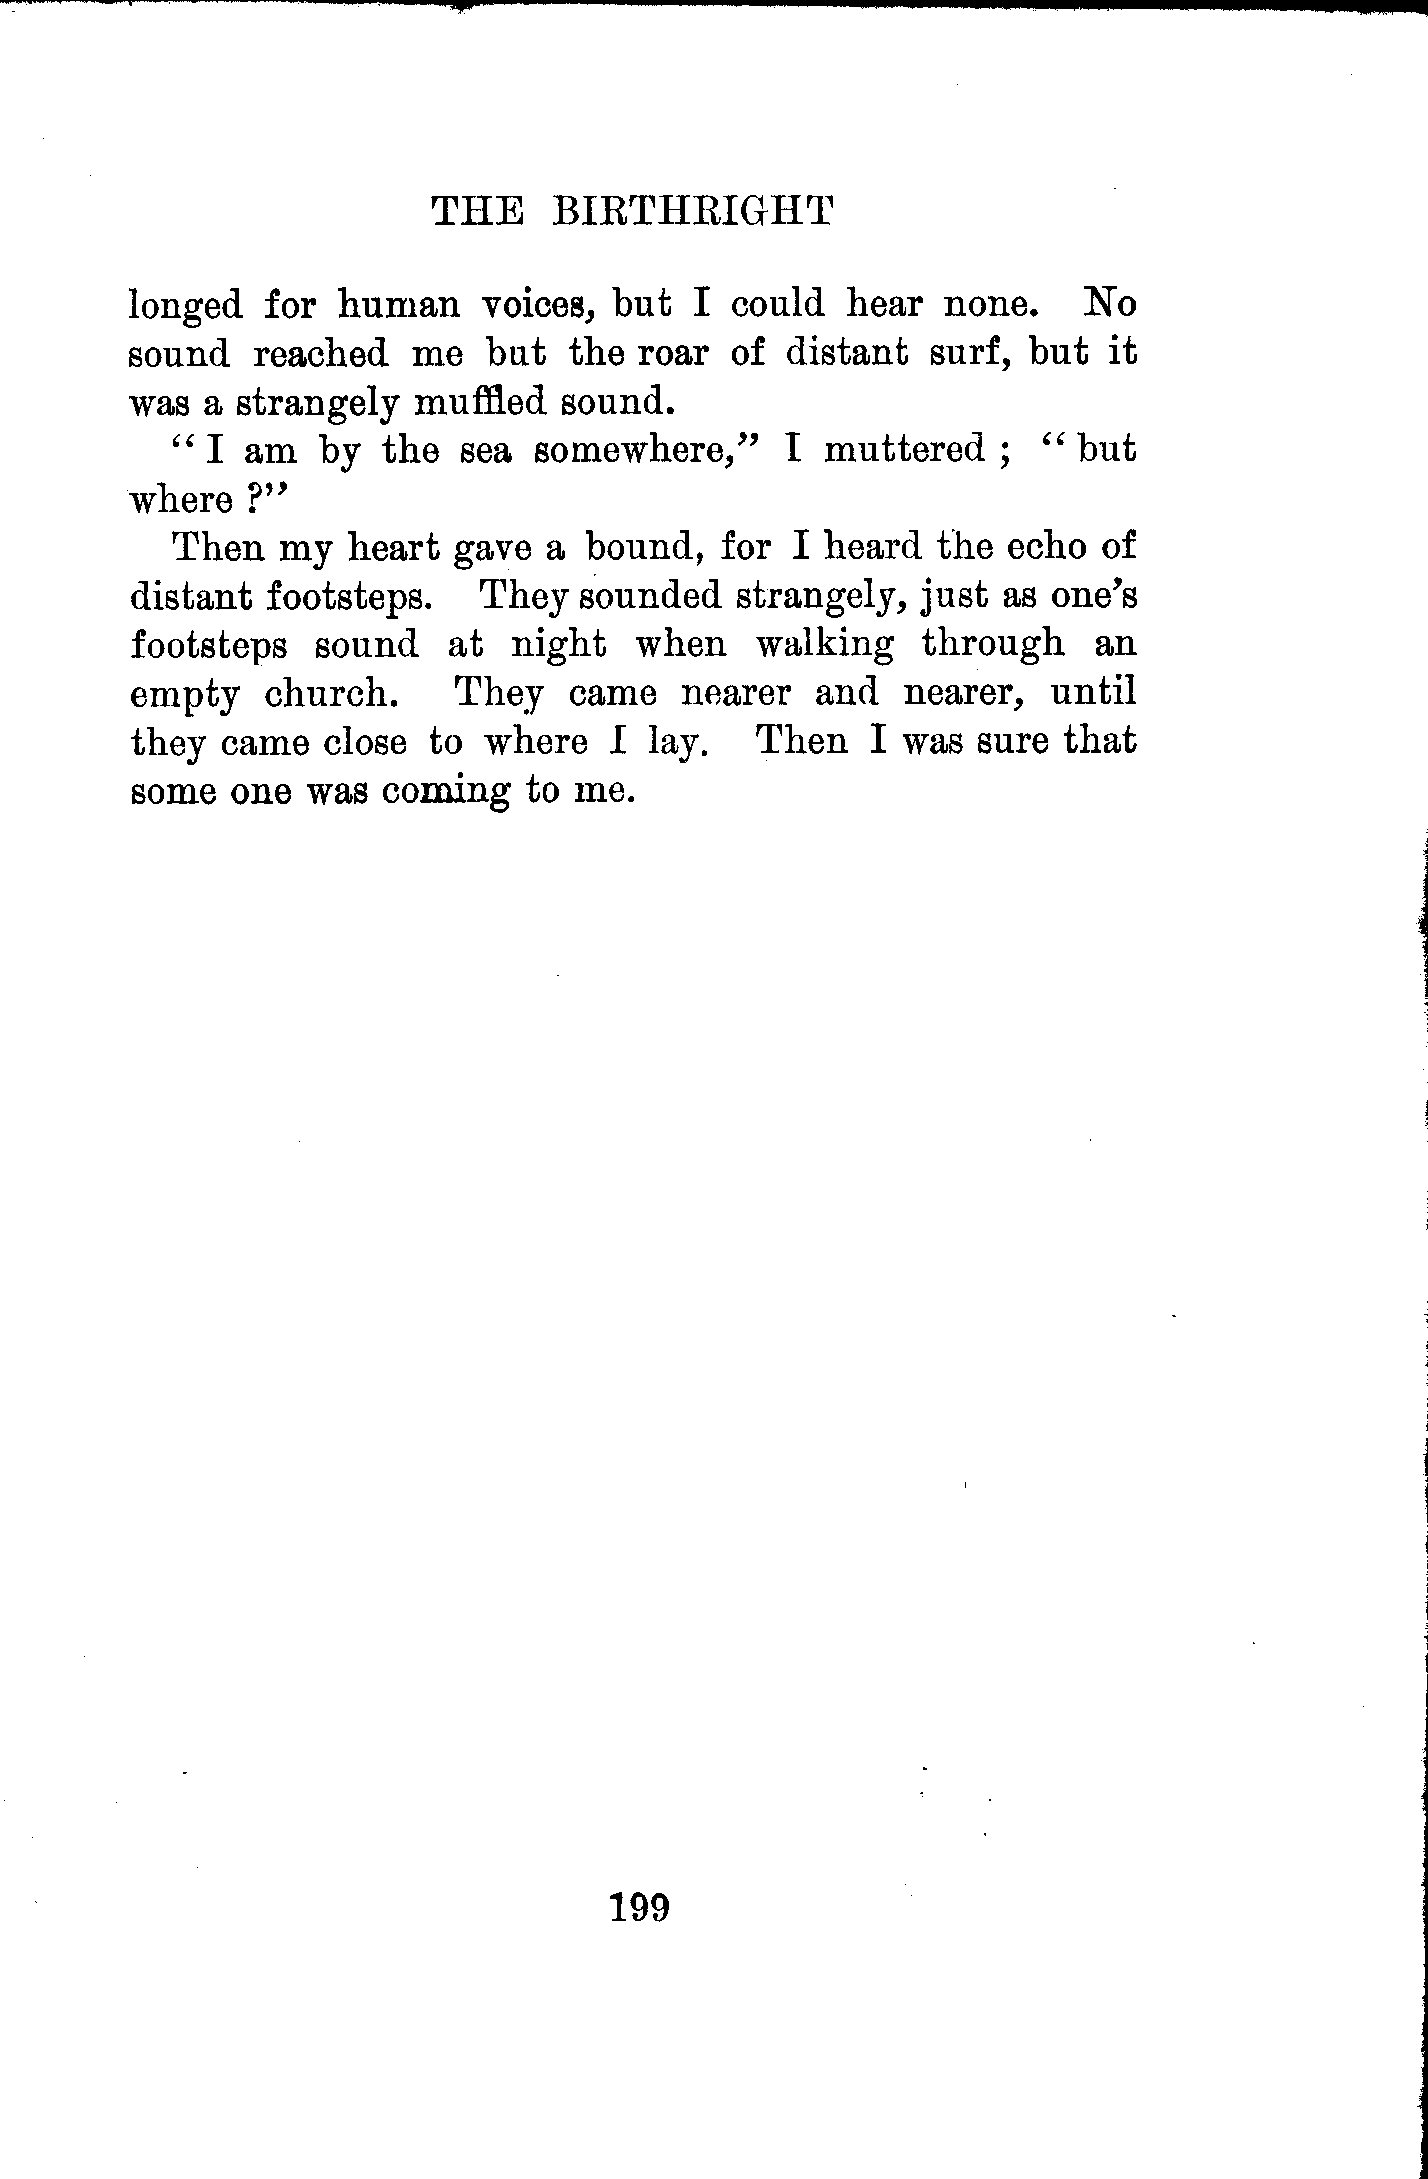 THE BIRTHRIGHT
longed for human voices, but I could hear none. No
sound reached me but the roar of distant surf, but it
was a strangely muffled sound.
“ I am by the sea somewhere,” I muttered ; “ but
where ?”
Then my heart gave a bound, for I heard the echo of
distant footsteps. They sounded strangely, just as one’s
footsteps sound at night when walking through an
empty church. They came nearer and nearer, until
they came close to where I lay. Then I was sure that
some one was coming to me.
199